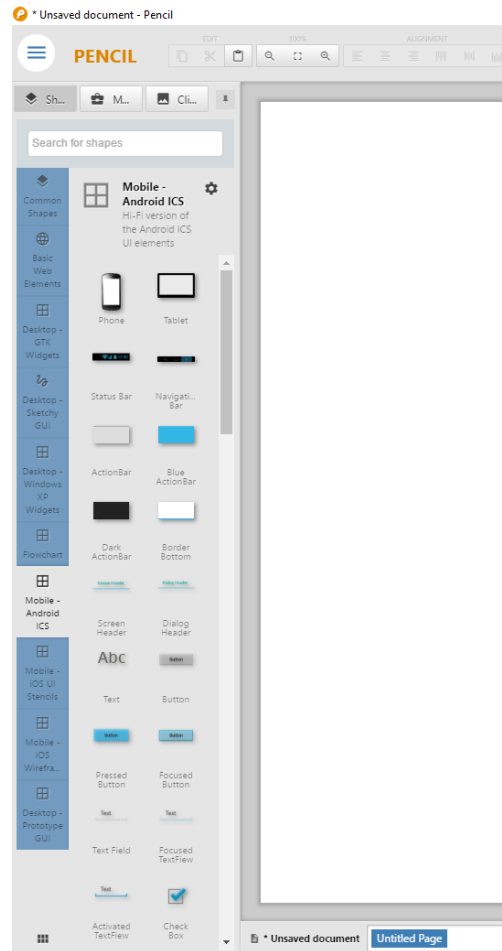 * Unsaved document - Pencil
EDIT
100%
ALIGNMENT
PENCIL
Sh...
M...
Cli...
Search for shapes
Common
Shapes
Basic
Web
Elements
Desktop -
GTK
Widgets
Desktop -
Sketchy
GUI
Desktop -
Windows
XP
Widgets
Flowchart
Mobile -
Android
ICS
Mobile -
iOS UI
Stencils
Mobile -
iOS
Wirefra...
Desktop -
Prototype
GUI
Mobile -
Android ICS
Hi-Fi version of
the Android ICS
UI elements
Phone
Tablet
Status Bar
Navigati...
Bar
ActionBar
Blue
ActionBar
Dark
ActionBar
Border
Bottom
Screen Header
Screen
Header
Dialog Header
Dialog
Header
Abc
Text
Button
Button
Button
Pressed
Button
Button
Focused
Button
Text
Text Field
Text
Focused
TextFiew
Text
Activated
TextFiew
Check
Box
* Unsaved document
Untitled Page